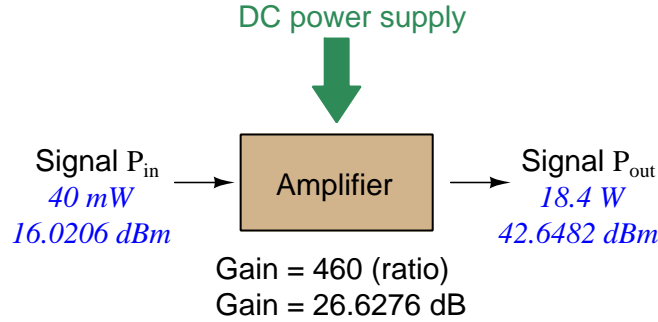 DC power supply
Signal Pin
40 mW
16.0206 dBm
Amplifier
Signal Pout
18.4 W
42.6482 dBm
Gain = 460 (ratio)
Gain = 26.6276 dB